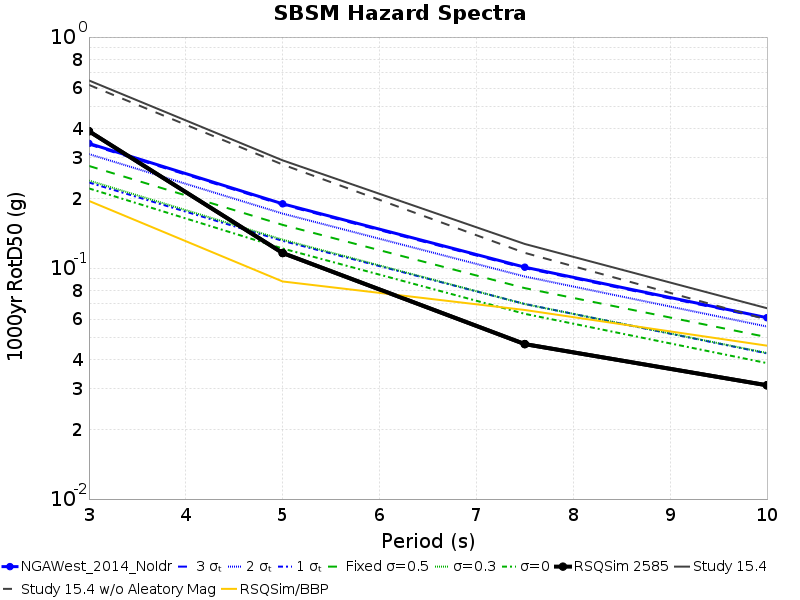 SBSM Hazard Spectra
10^0
8
6
4
3
2
10^-1
8
6
4
3
2
10^-2
1000yr RotD50 (g)
3 4 5 6 7 8 9 10
Period (s)
NGAWest_2014_NoIdr 3 σₜ 2 σₜ 1 σₜ Fixed σ=0.5 σ=0.3 σ=0 RSQSim 2585 Study 15.4
Study 15.4 w/o Aleatory Mag RSQSim/BBP